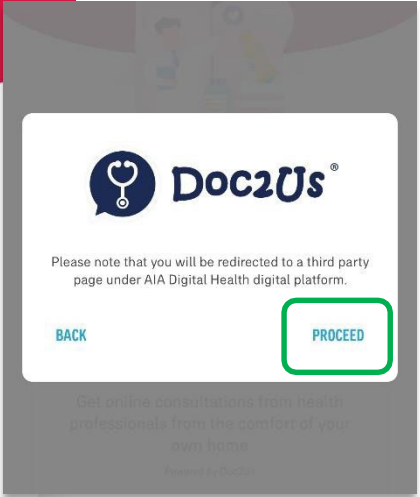 Doc2Us®
Please note that you will be redirected to a third party
page under AIA Digital Health digital platform.
BACK
PROCEED
Get online consultations from health
professionals from the comfort of your
own home
Powered by Doc2Us